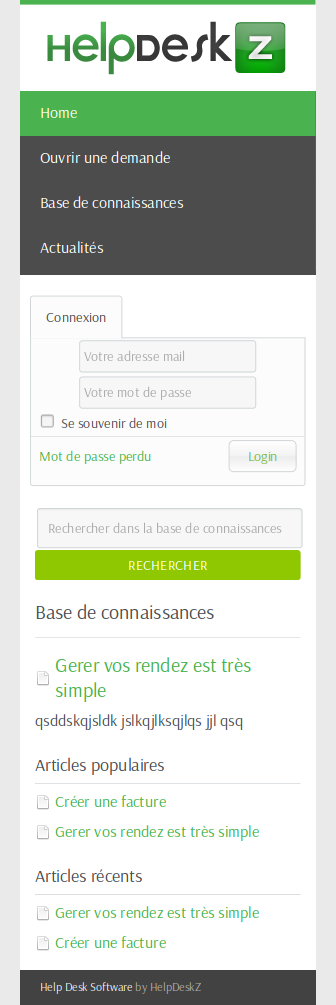 HelpDeskZ
Home
Ouvrir une demande
Base de connaissances
Actualités
Connexion
Votre adresse mail
Votre mot de passe
Se souvenir de moi
Mot de passe perdu
Login
Rechercher dans la base de connaissances
RECHERCHER
Base de connaissances
Gerer vos rendez est très
simple
qsddskqjsldk jslkqjlksqjlqs jjl qsq
Articles populaires
Créer une facture
Gerer vos rendez est très simple
Articles récents
Gerer vos rendez est très simple
Créer une facture
Help Desk Software by HelpDeskZ